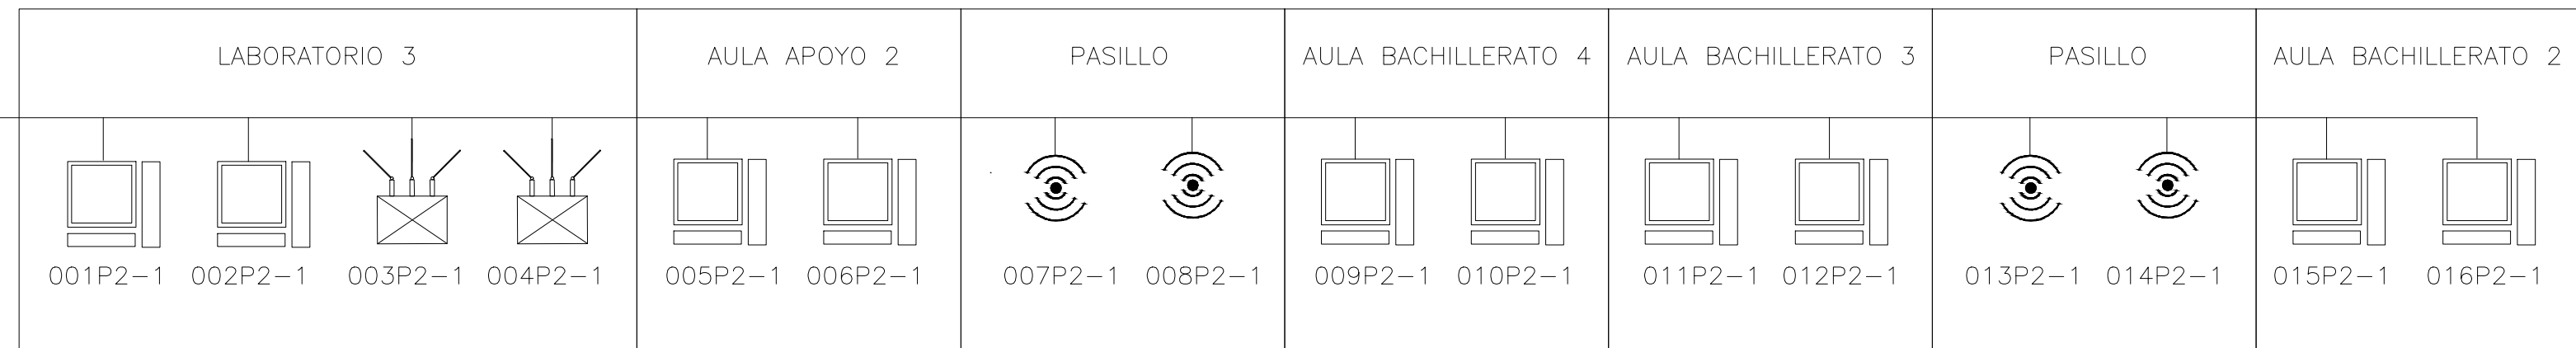 LABORATORIO 3
AULA APOYO 2
PASILLO
AULA BACHILLERATO 4
AULA BACHILLERATO 3
PASILLO
AULA BACHILLERATO 2
001P2-1
002P2-1
003P2-1
004P2-1
005P2-1
006P2-1
007P2-1
008P2-1
009P2-1
010P2-1
011P2-1
012P2-1
013P2-1
014P2-1
015P2-1
016P2-1